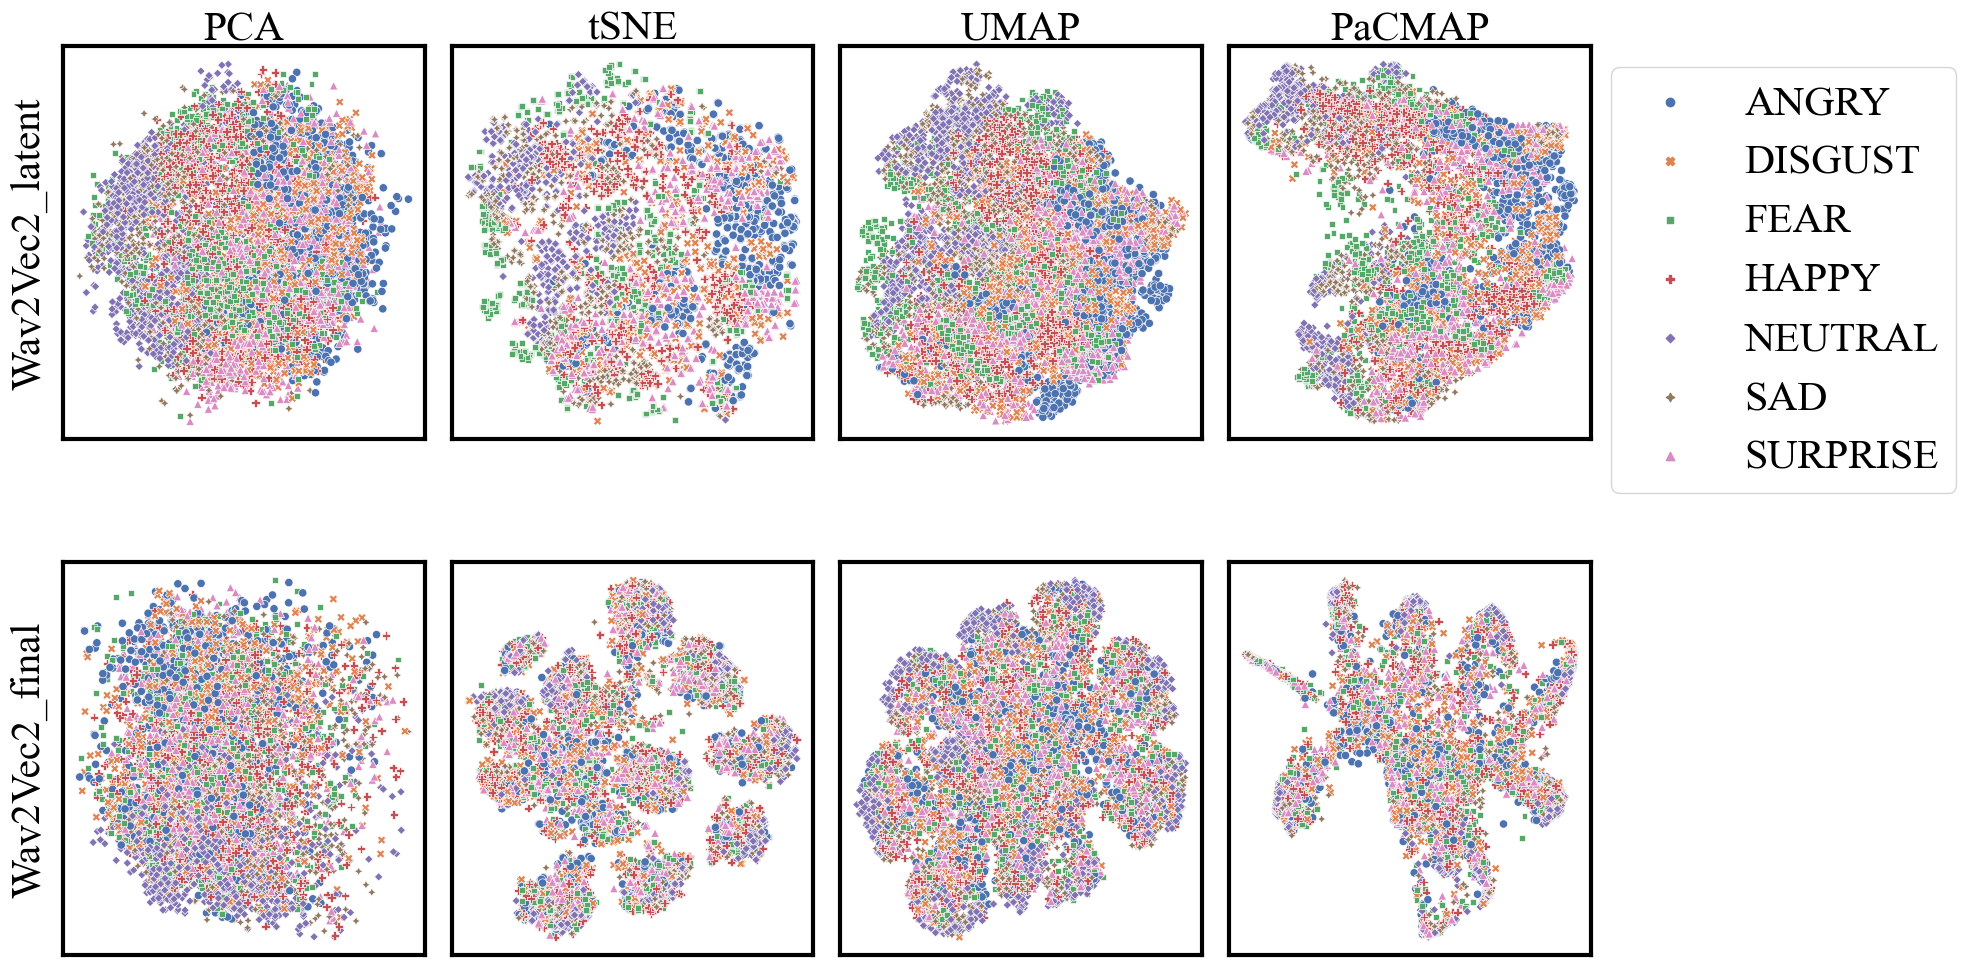 PCA
tSNE
UMAP
PaCMAP
Wav2Vec2_latent
ANGRY
DISGUST
FEAR
HAPPY
NEUTRAL
SAD
SURPRISE
Wav2Vec2_final